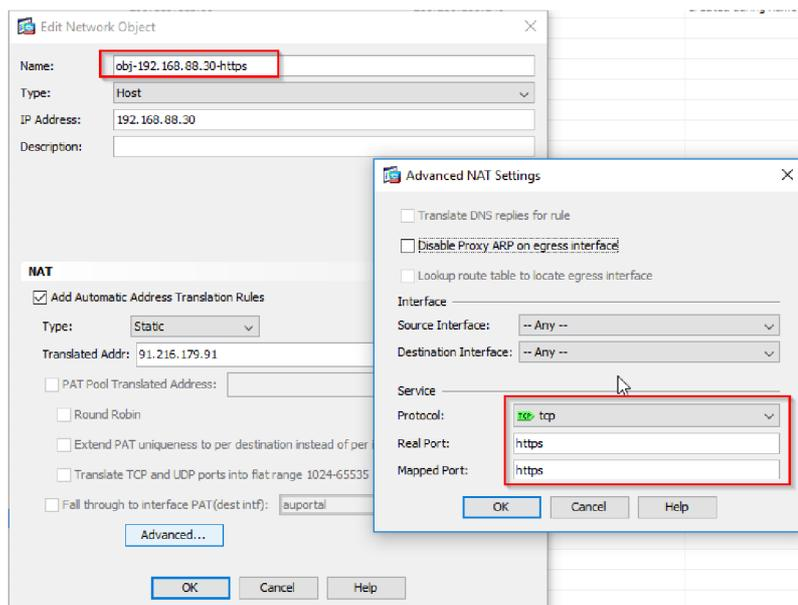 Edit Network Object
Name: obj-192.168.88.30-https
Type: Host
IP Address: 192.168.88.30
Description:
NAT
Add Automatic Address Translation Rules
Type: Static
Translated Addr: 91.216.179.91
PAT Pool Translated Address:
Round Robin
Extend PAT uniqueness to per destination instead of per i
Translate TCP and UDP ports into flat range 1024-65535
Fall through to interface PAT(dest intf): auportal
Advanced...
OK Cancel Help
Advanced NAT Settings
Translate DNS replies for rule
Disable Proxy ARP on egress interface
Lookup route table to locate egress interface
Interface
Source Interface: -- Any --
Destination Interface: -- Any --
Service
Protocol: TCP tcp
Real Port: https
Mapped Port: https
OK Cancel Help